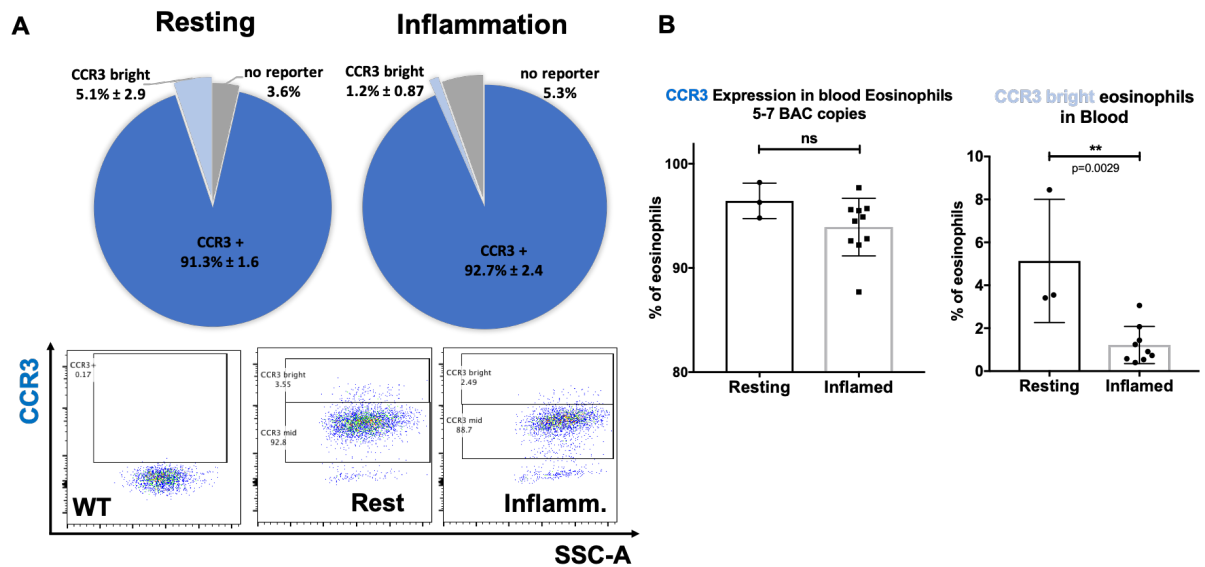 A
Resting
Inflammation
CCR3 bright
5.1% ± 2.9
no reporter
3.6%
CCR3 bright
1.2% ± 0.87
no reporter
5.3%
CCR3 +
91.3% ± 1.6
CCR3 +
92.7% ± 2.4
CCR3
CCR3+
0.17
WT
CCR3 bright
3.55
CCR3 mid
92.8
Rest
CCR3 bright
2.49
CCR3 mid
88.7
Inflamm.
SSC-A
B
CCR3 Expression in blood Eosinophils
5-7 BAC copies
ns
% of eosinophils
100
90
80
Resting
Inflamed
CCR3 bright eosinophils
in Blood
**
p=0.0029
% of eosinophils
10
8
6
4
2
0
Resting
Inflamed